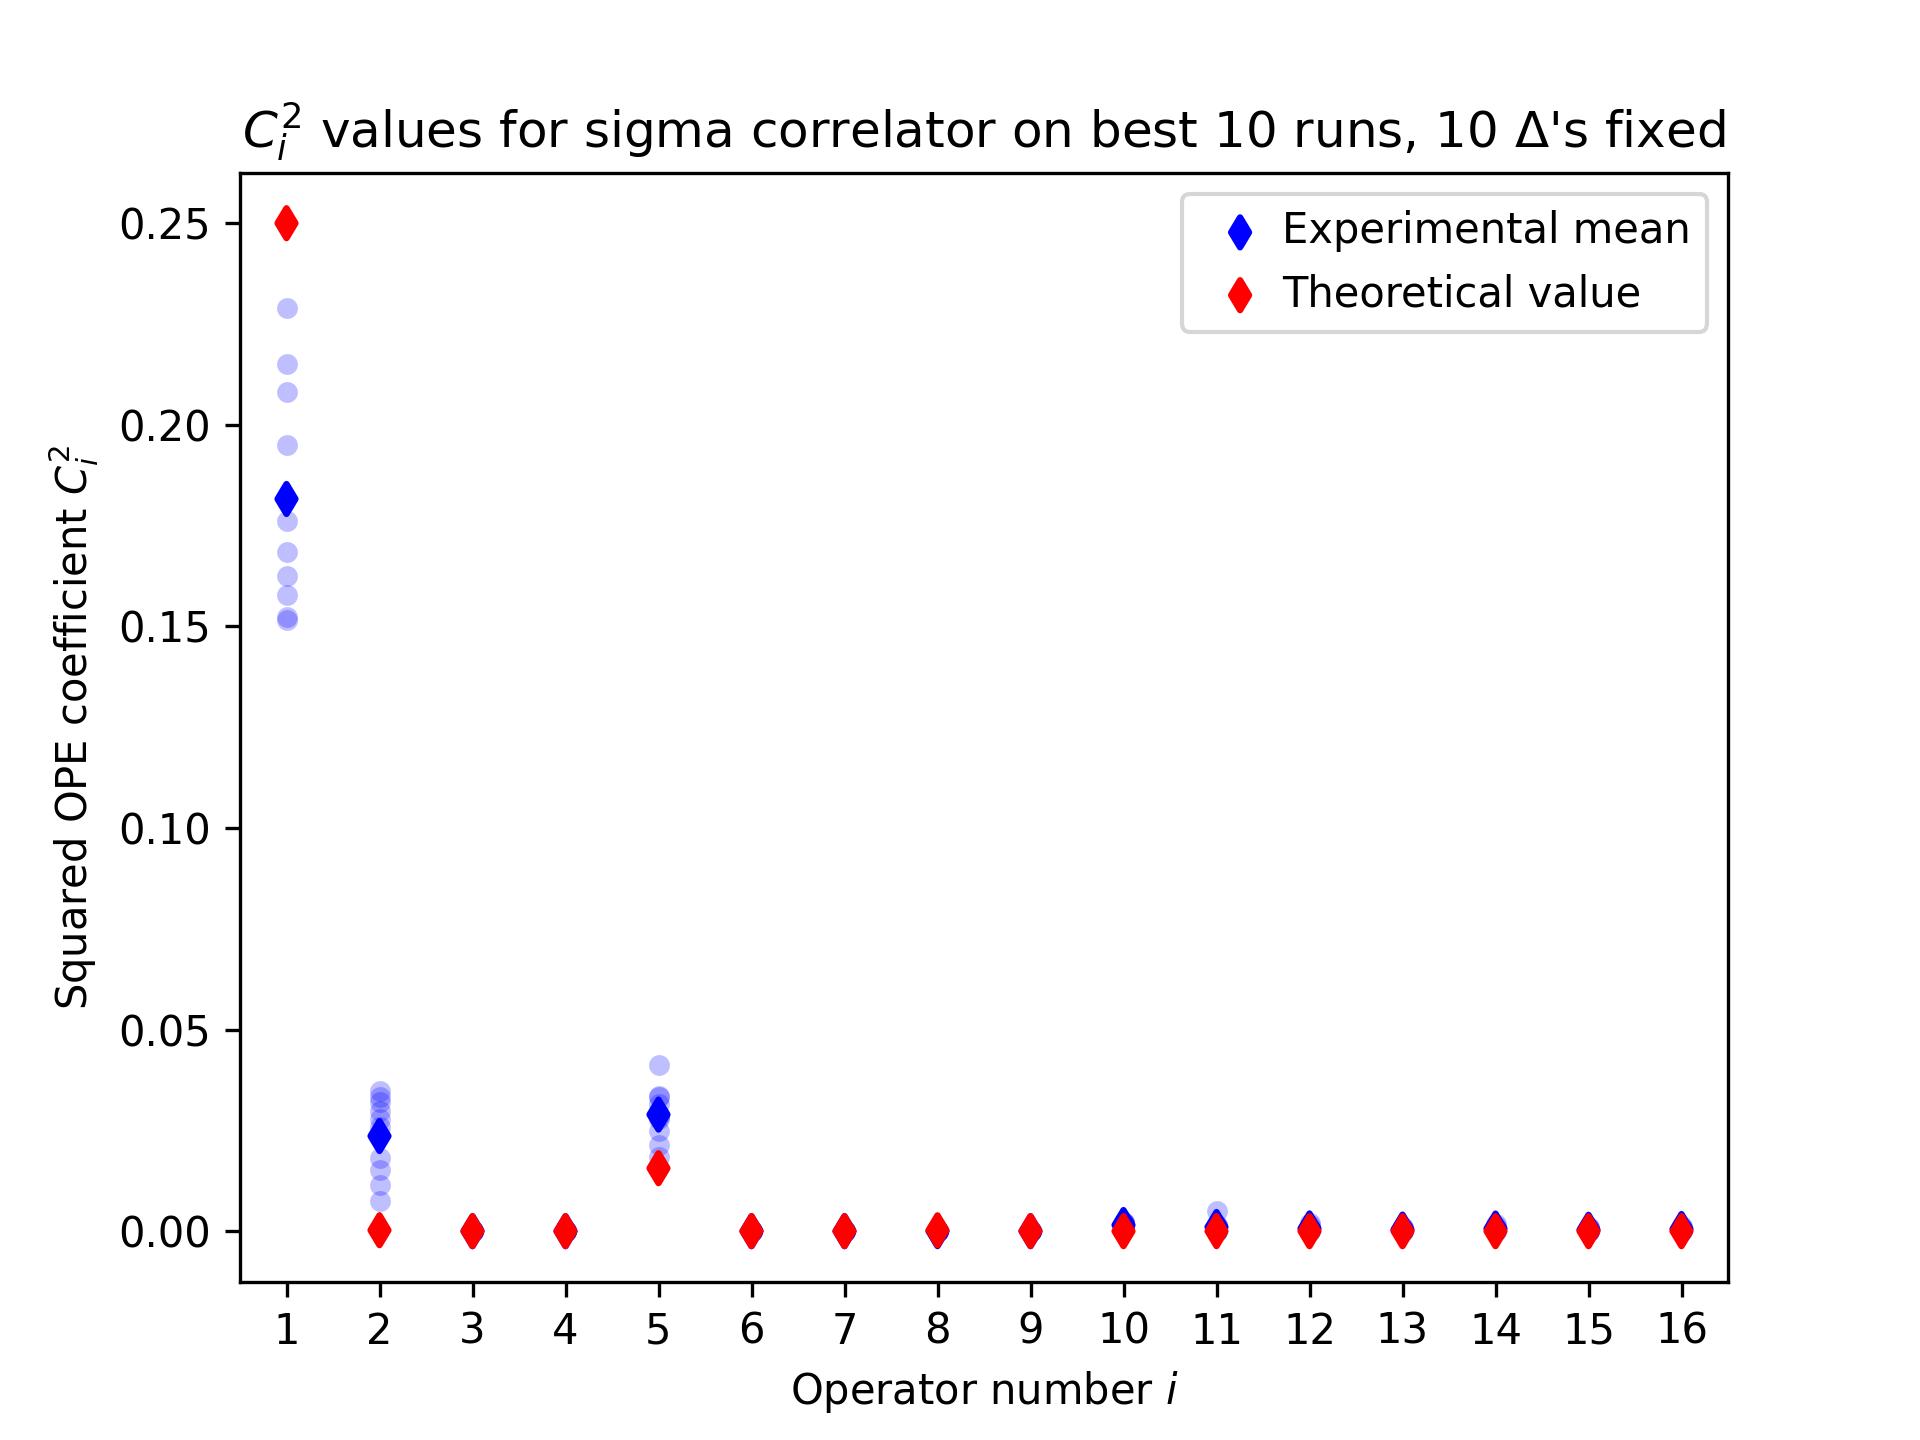 C_i^2 values for sigma correlator on best 10 runs, 10 Δ's fixed
Experimental mean
Theoretical value
Squared OPE coefficient C_i^2
0.25
0.20
0.15
0.10
0.05
0.00
1 2 3 4 5 6 7 8 9 10 11 12 13 14 15 16
Operator number i